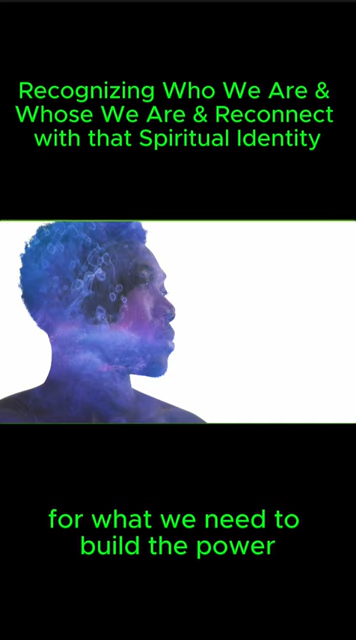 Recognizing Who We Are &
Whose We Are & Reconnect
with that Spiritual Identity
for what we need to
build the power